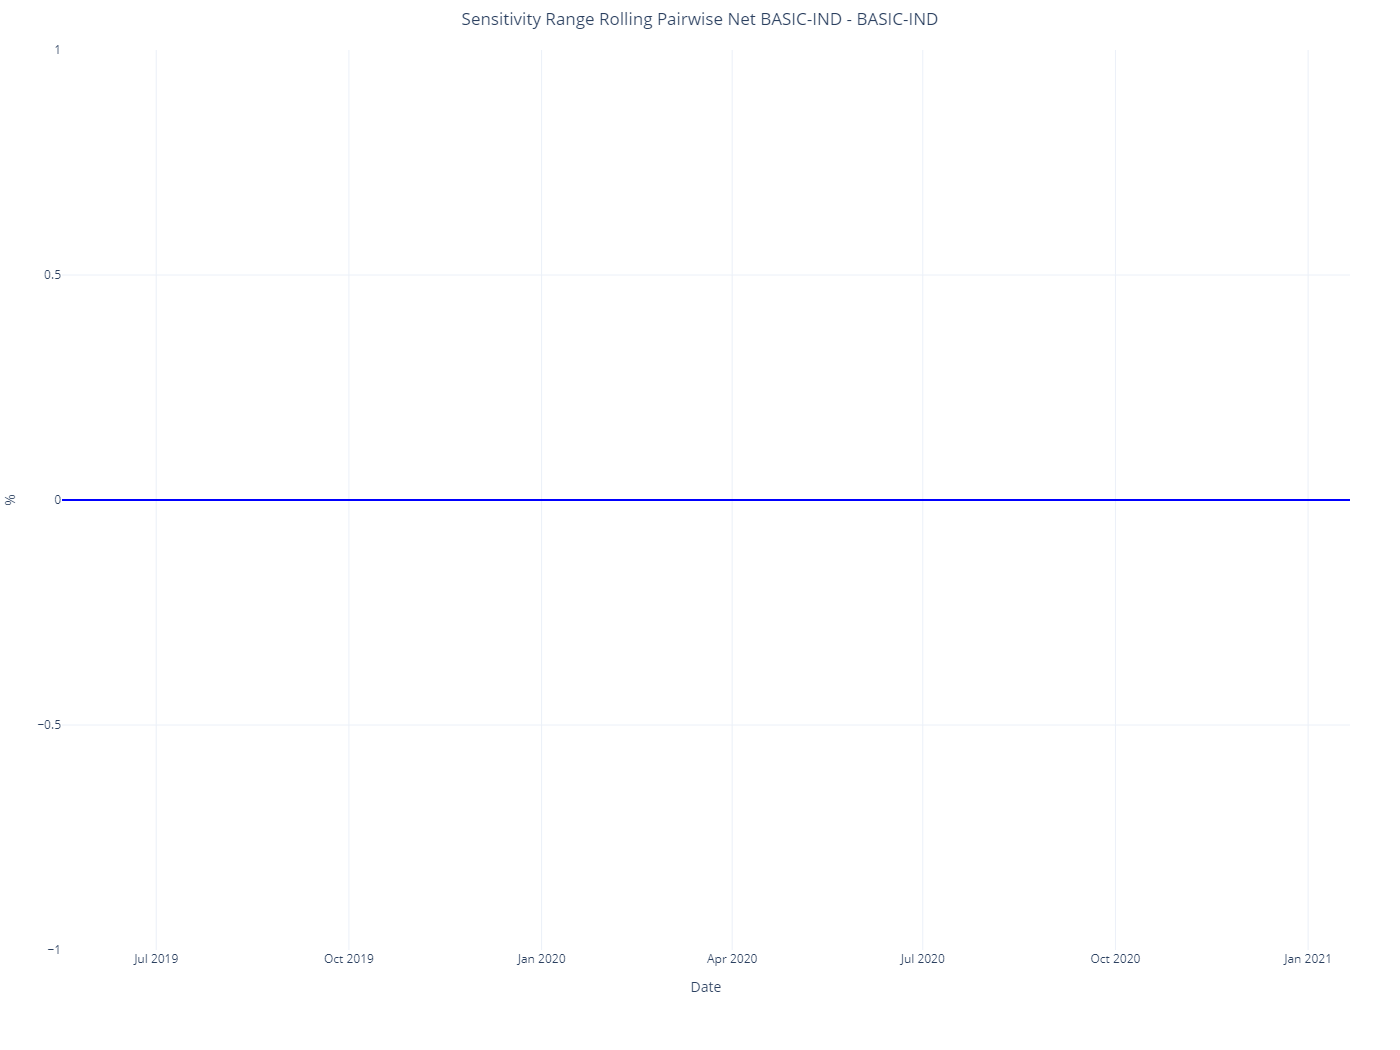 Sensitivity Range Rolling Pairwise Net BASIC-IND - BASIC-IND
1
0.5
0
−0.5
−1
%
Jul 2019
Oct 2019
Jan 2020
Apr 2020
Jul 2020
Oct 2020
Jan 2021
Date